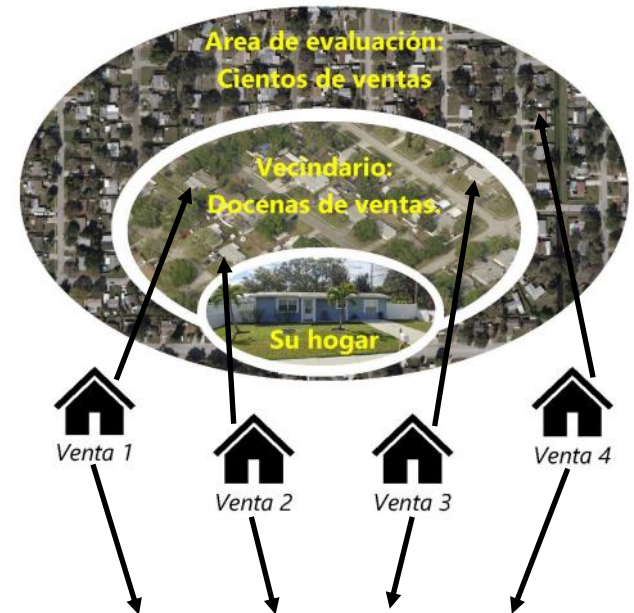 Area de evaluación:
Cientos de ventas
Vecindario:
Docenas de ventas.
Su hogar
Venta 1
Venta 2
Venta 3
Venta 4